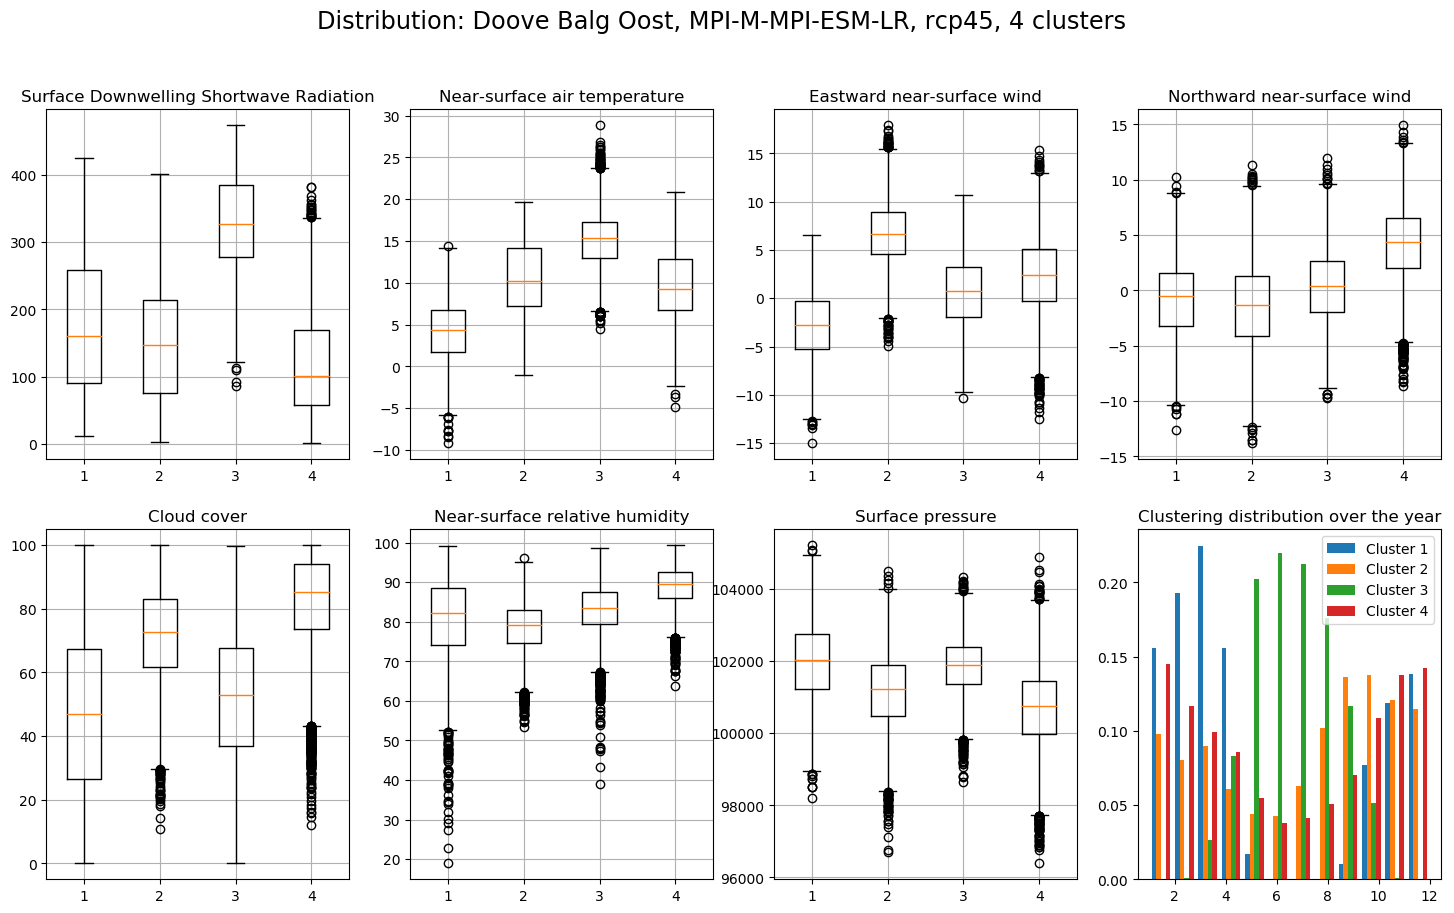 Distribution: Doove Balg Oost, MPI-M-MPI-ESM-LR, rcp45, 4 clusters
Surface Downwelling Shortwave Radiation
400
300
200
100
0
1 2 3 4
Near-surface air temperature
30
25
20
15
10
5
0
−5
−10
1 2 3 4
Eastward near-surface wind
15
10
5
0
−5
−10
−15
1 2 3 4
Northward near-surface wind
15
10
5
0
−5
−10
−15
1 2 3 4
Cloud cover
100
80
60
40
20
0
1 2 3 4
Near-surface relative humidity
100
90
80
70
60
50
40
30
20
1 2 3 4
Surface pressure
104000
102000
100000
98000
96000
1 2 3 4
Clustering distribution over the year
Cluster 1
Cluster 2
Cluster 3
Cluster 4
0.20
0.15
0.10
0.05
0.00
2 4 6 8 10 12